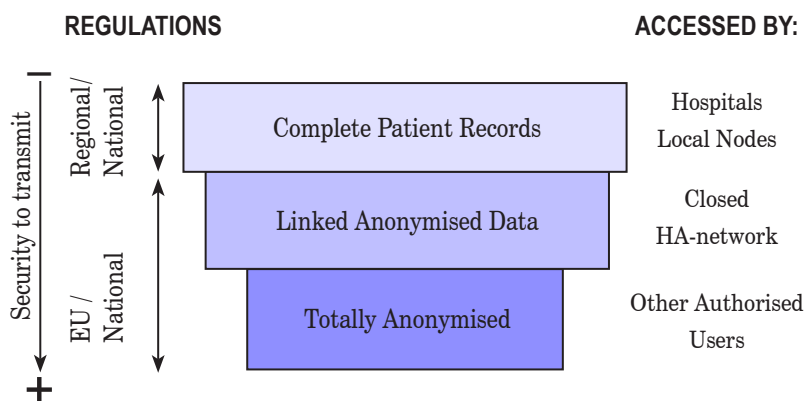 REGULATIONS
ACCESSED BY:
−
Security to transmit
+
Regional/
National
EU /
National
Complete Patient Records
Hospitals
Local Nodes
Linked Anonymised Data
Closed
HA-network
Totally Anonymised
Other Authorised
Users